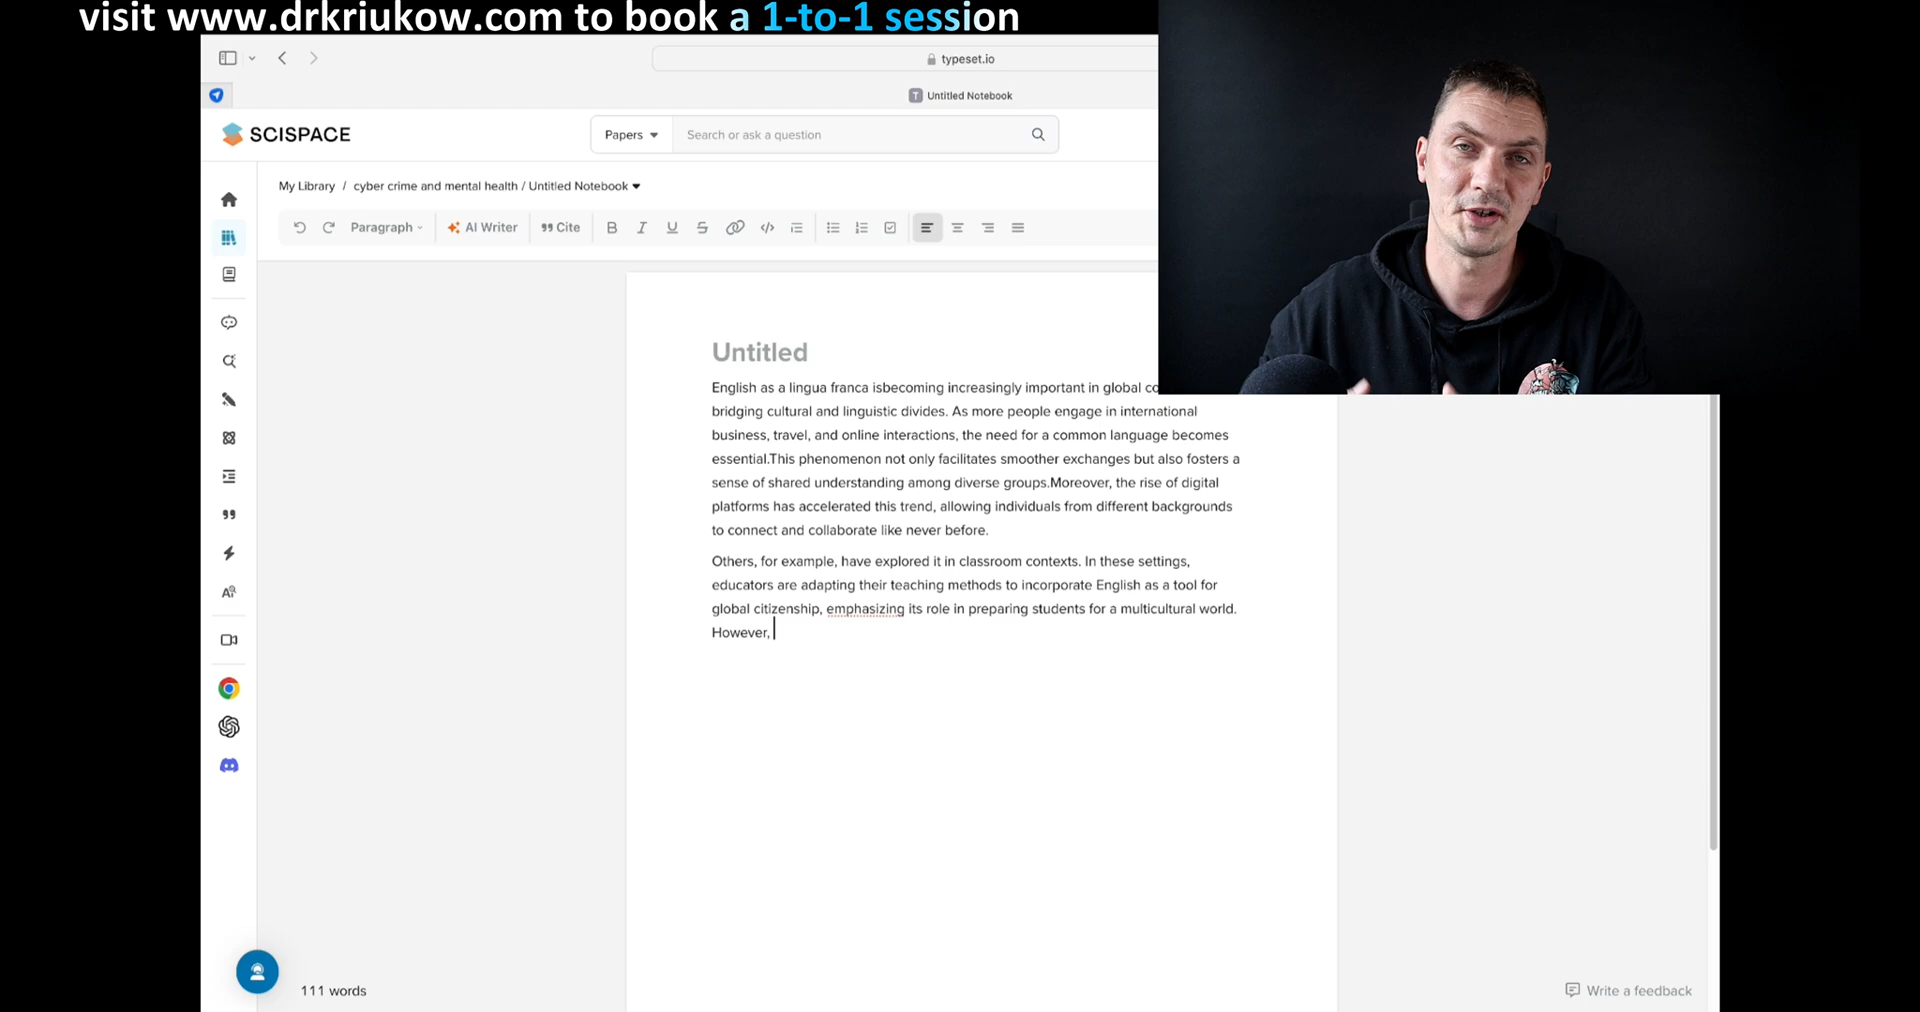 visit www.drkriukow.com to book a 1-to-1 session
typeset.io
T Untitled Notebook
SCISPACE
Papers
Search or ask a question
My Library / cyber crime and mental health / Untitled Notebook
Paragraph
AI Writer
Cite
B I U S
Untitled
English as a lingua franca isbecoming increasingly important in global
bridging cultural and linguistic divides. As more people engage in international
business, travel, and online interactions, the need for a common language becomes
essential.This phenomenon not only facilitates smoother exchanges but also fosters a
sense of shared understanding among diverse groups.Moreover, the rise of digital
platforms has accelerated this trend, allowing individuals from different backgrounds
to connect and collaborate like never before.
Others, for example, have explored it in classroom contexts. In these settings,
educators are adapting their teaching methods to incorporate English as a tool for
global citizenship, emphasizing its role in preparing students for a multicultural world.
However,
111 words
Write a feedback